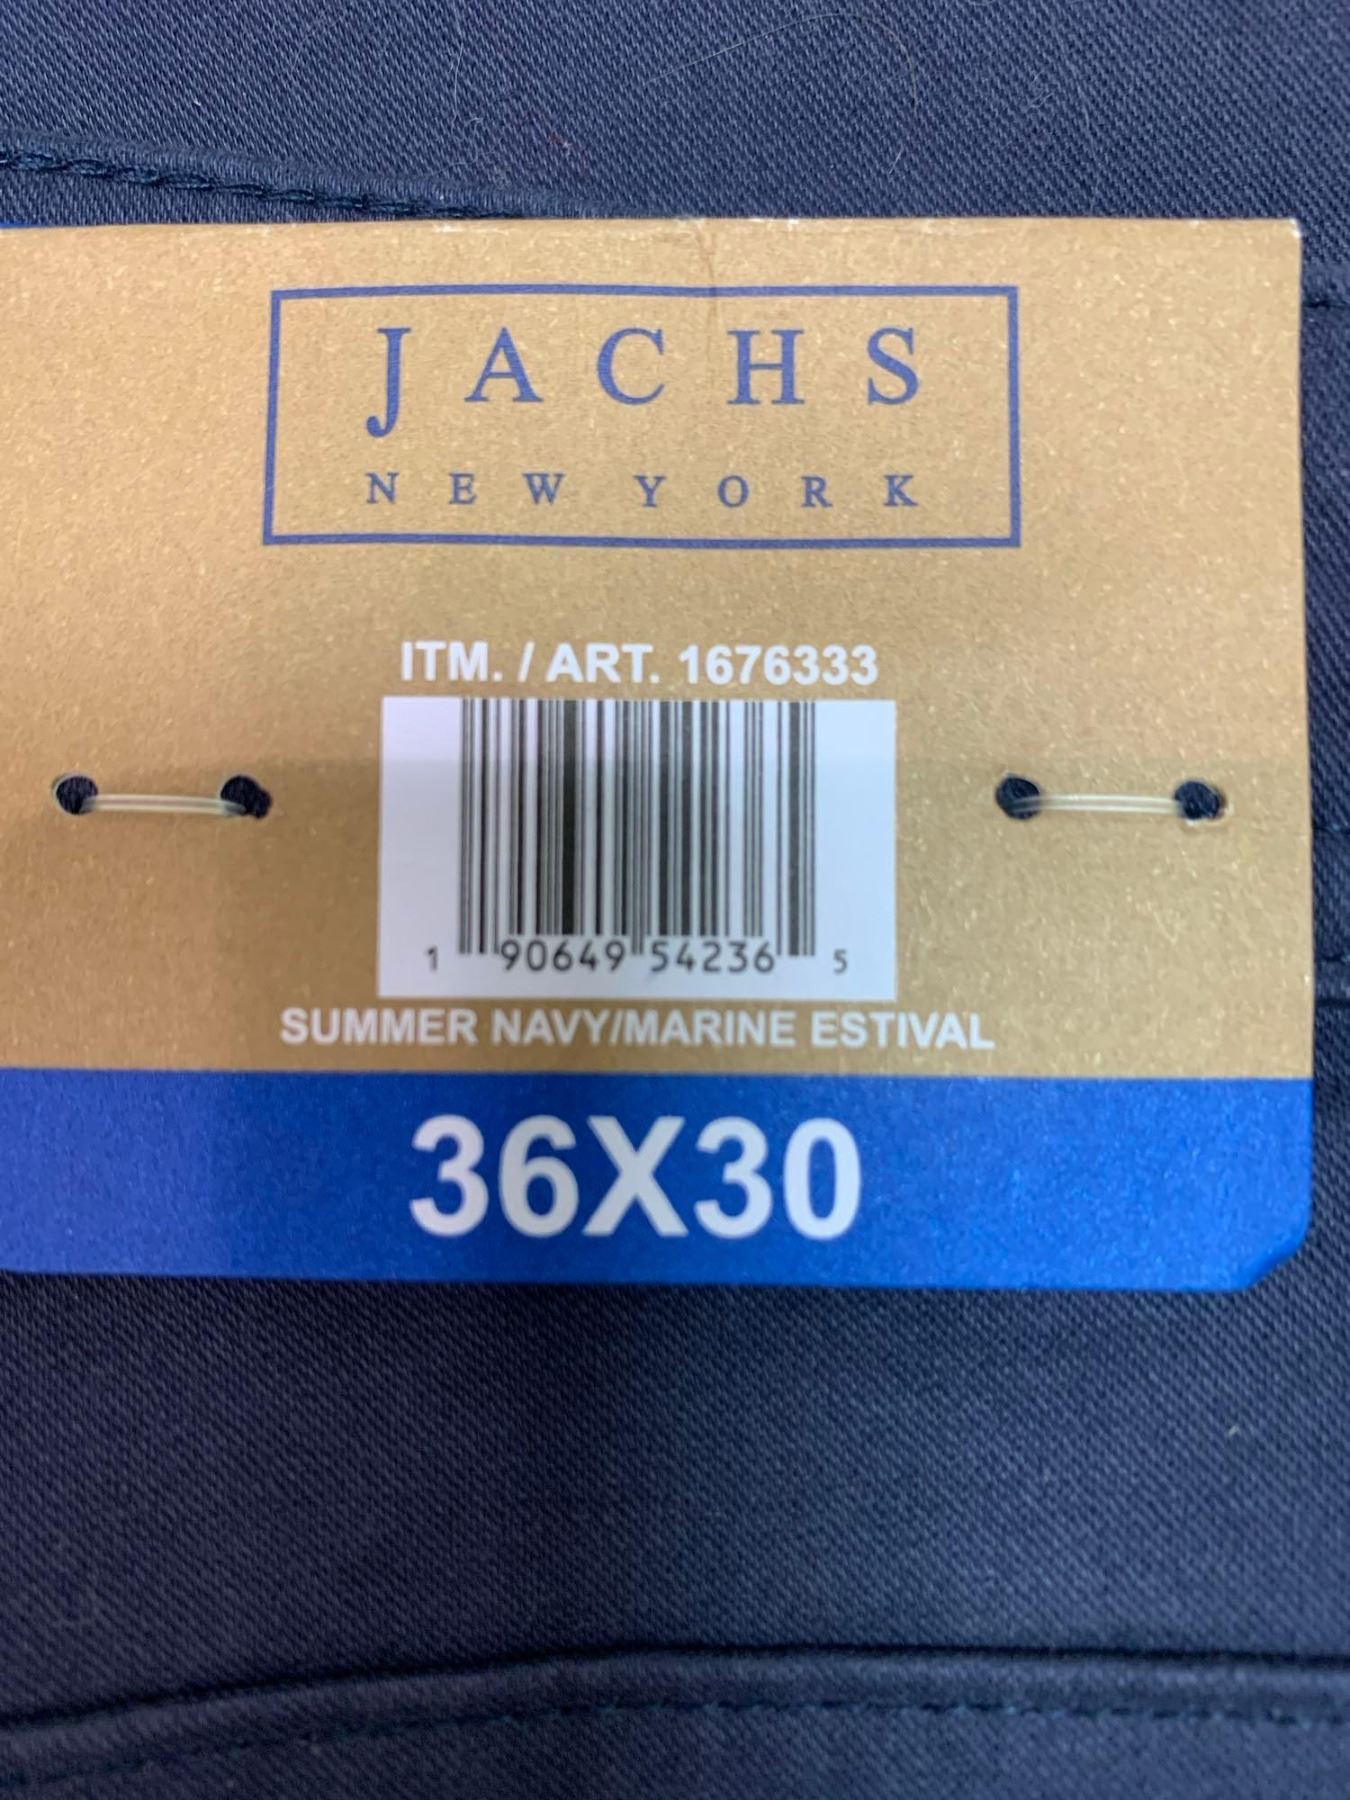 JACHS
NEW YORK
ITM. / ART. 1676333
1 90649 54236 5
SUMMER NAVY/MARINE ESTIVAL
36X30